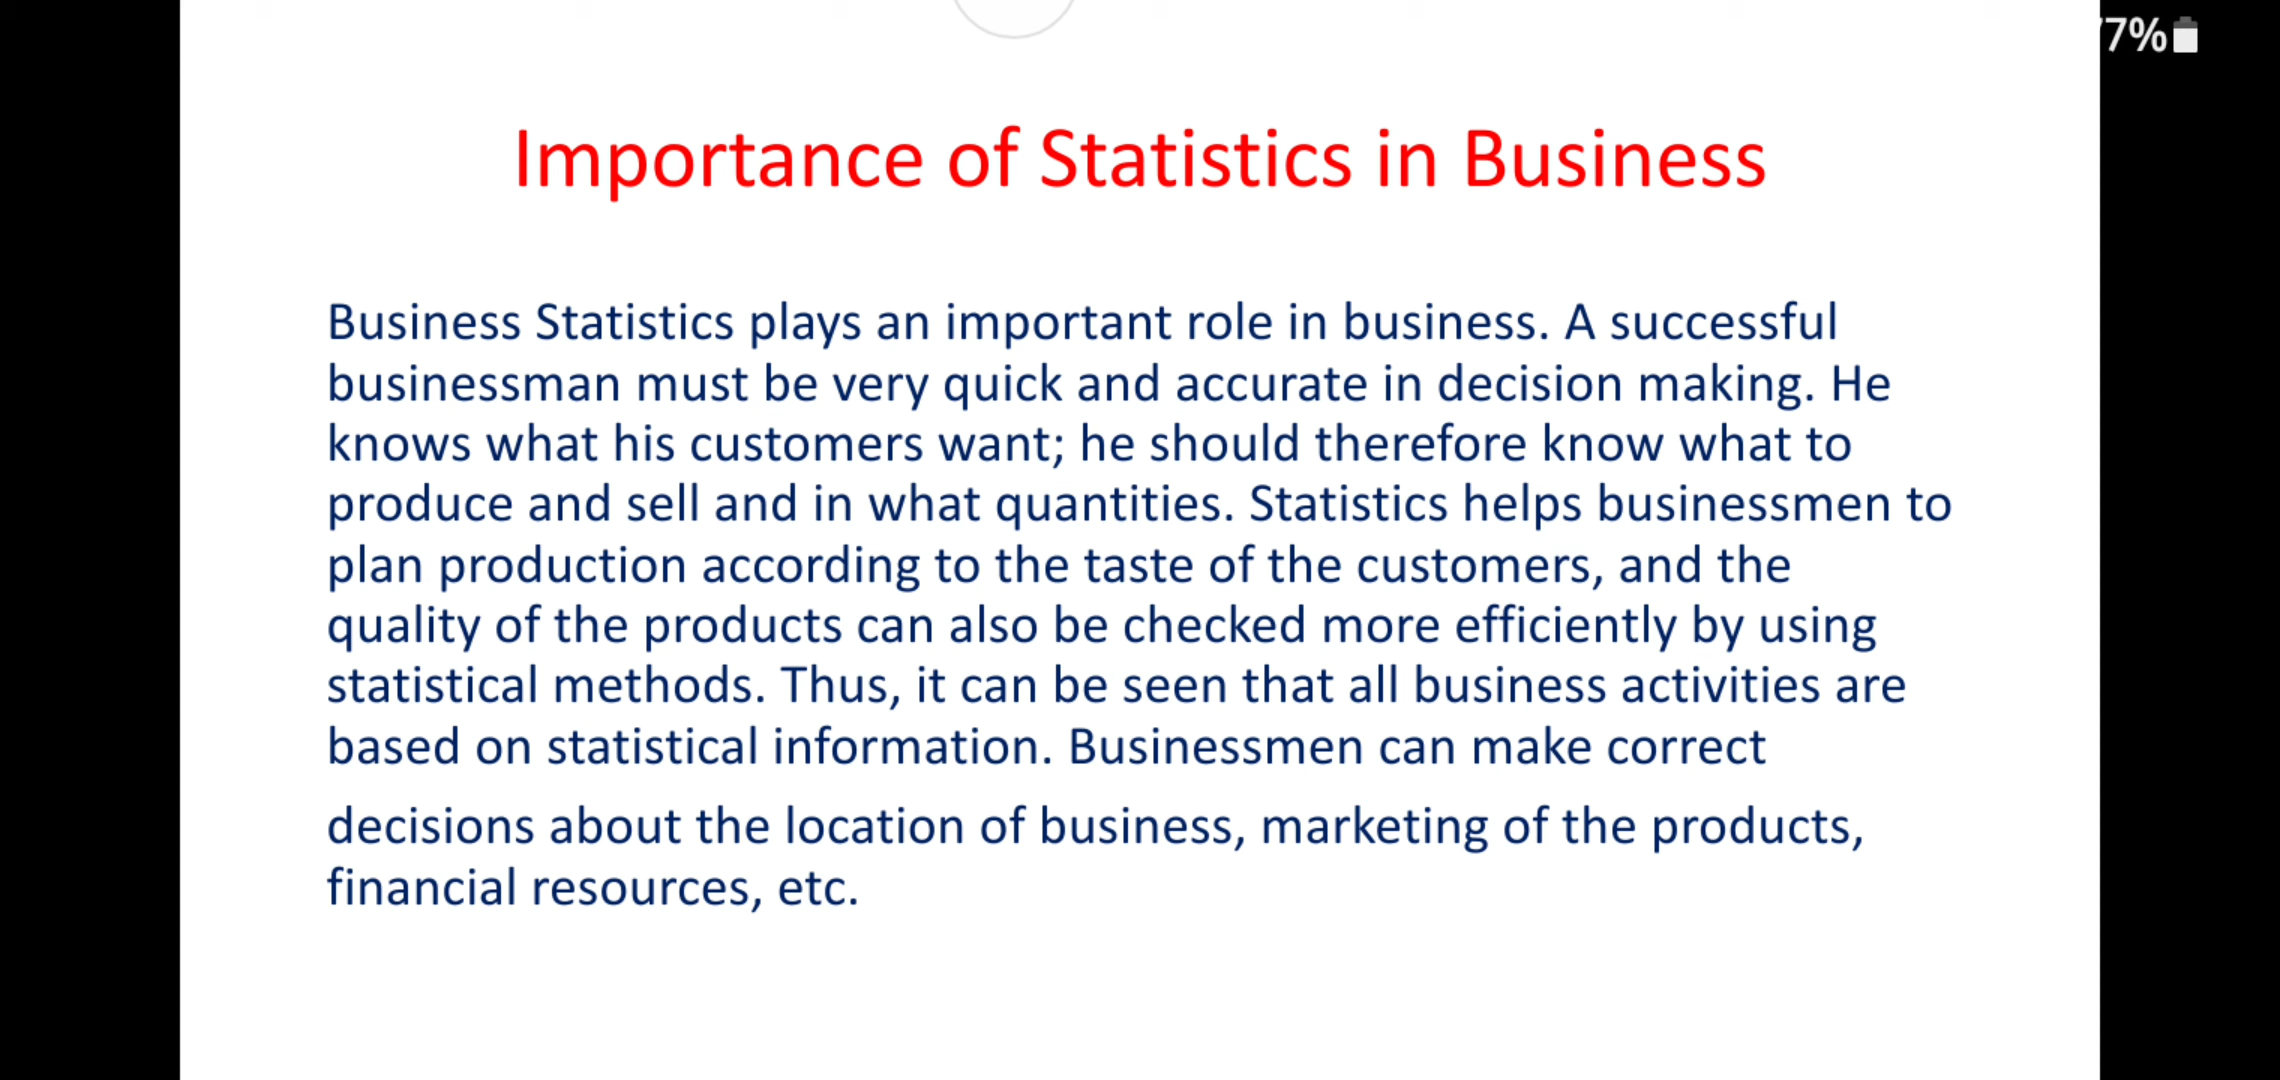 77%
Importance of Statistics in Business
Business Statistics plays an important role in business. A successful
businessman must be very quick and accurate in decision making. He
knows what his customers want; he should therefore know what to
produce and sell and in what quantities. Statistics helps businessmen to
plan production according to the taste of the customers, and the
quality of the products can also be checked more efficiently by using
statistical methods. Thus, it can be seen that all business activities are
based on statistical information. Businessmen can make correct
decisions about the location of business, marketing of the products,
financial resources, etc.